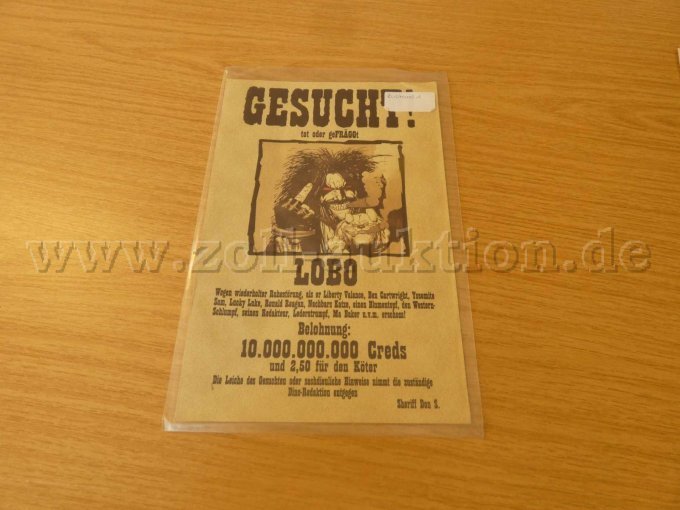 GESUCHT!
tot oder geFRAGGt
LOBO
Wegen wiederholter Ruhestörung, als er Liberty Valance, Ben Cartwright, Yosemite
Sam, Lucky Luke, Ronald Reagan, Nachbars Katze, einen Blumentopf, den Western-
Schlumpf, seinen Redakteur, Lederstrumpf, Ma Baker u.v.m. erschoss!
Belohnung:
10.000.000.000 Creds
und 2,50 für den Köter
Die Leiche des Gesuchten oder sachdienliche Hinweise nimmt die zuständige
Dino-Redaktion entgegen
Sheriff Don S.
www.zoll-auktion.de